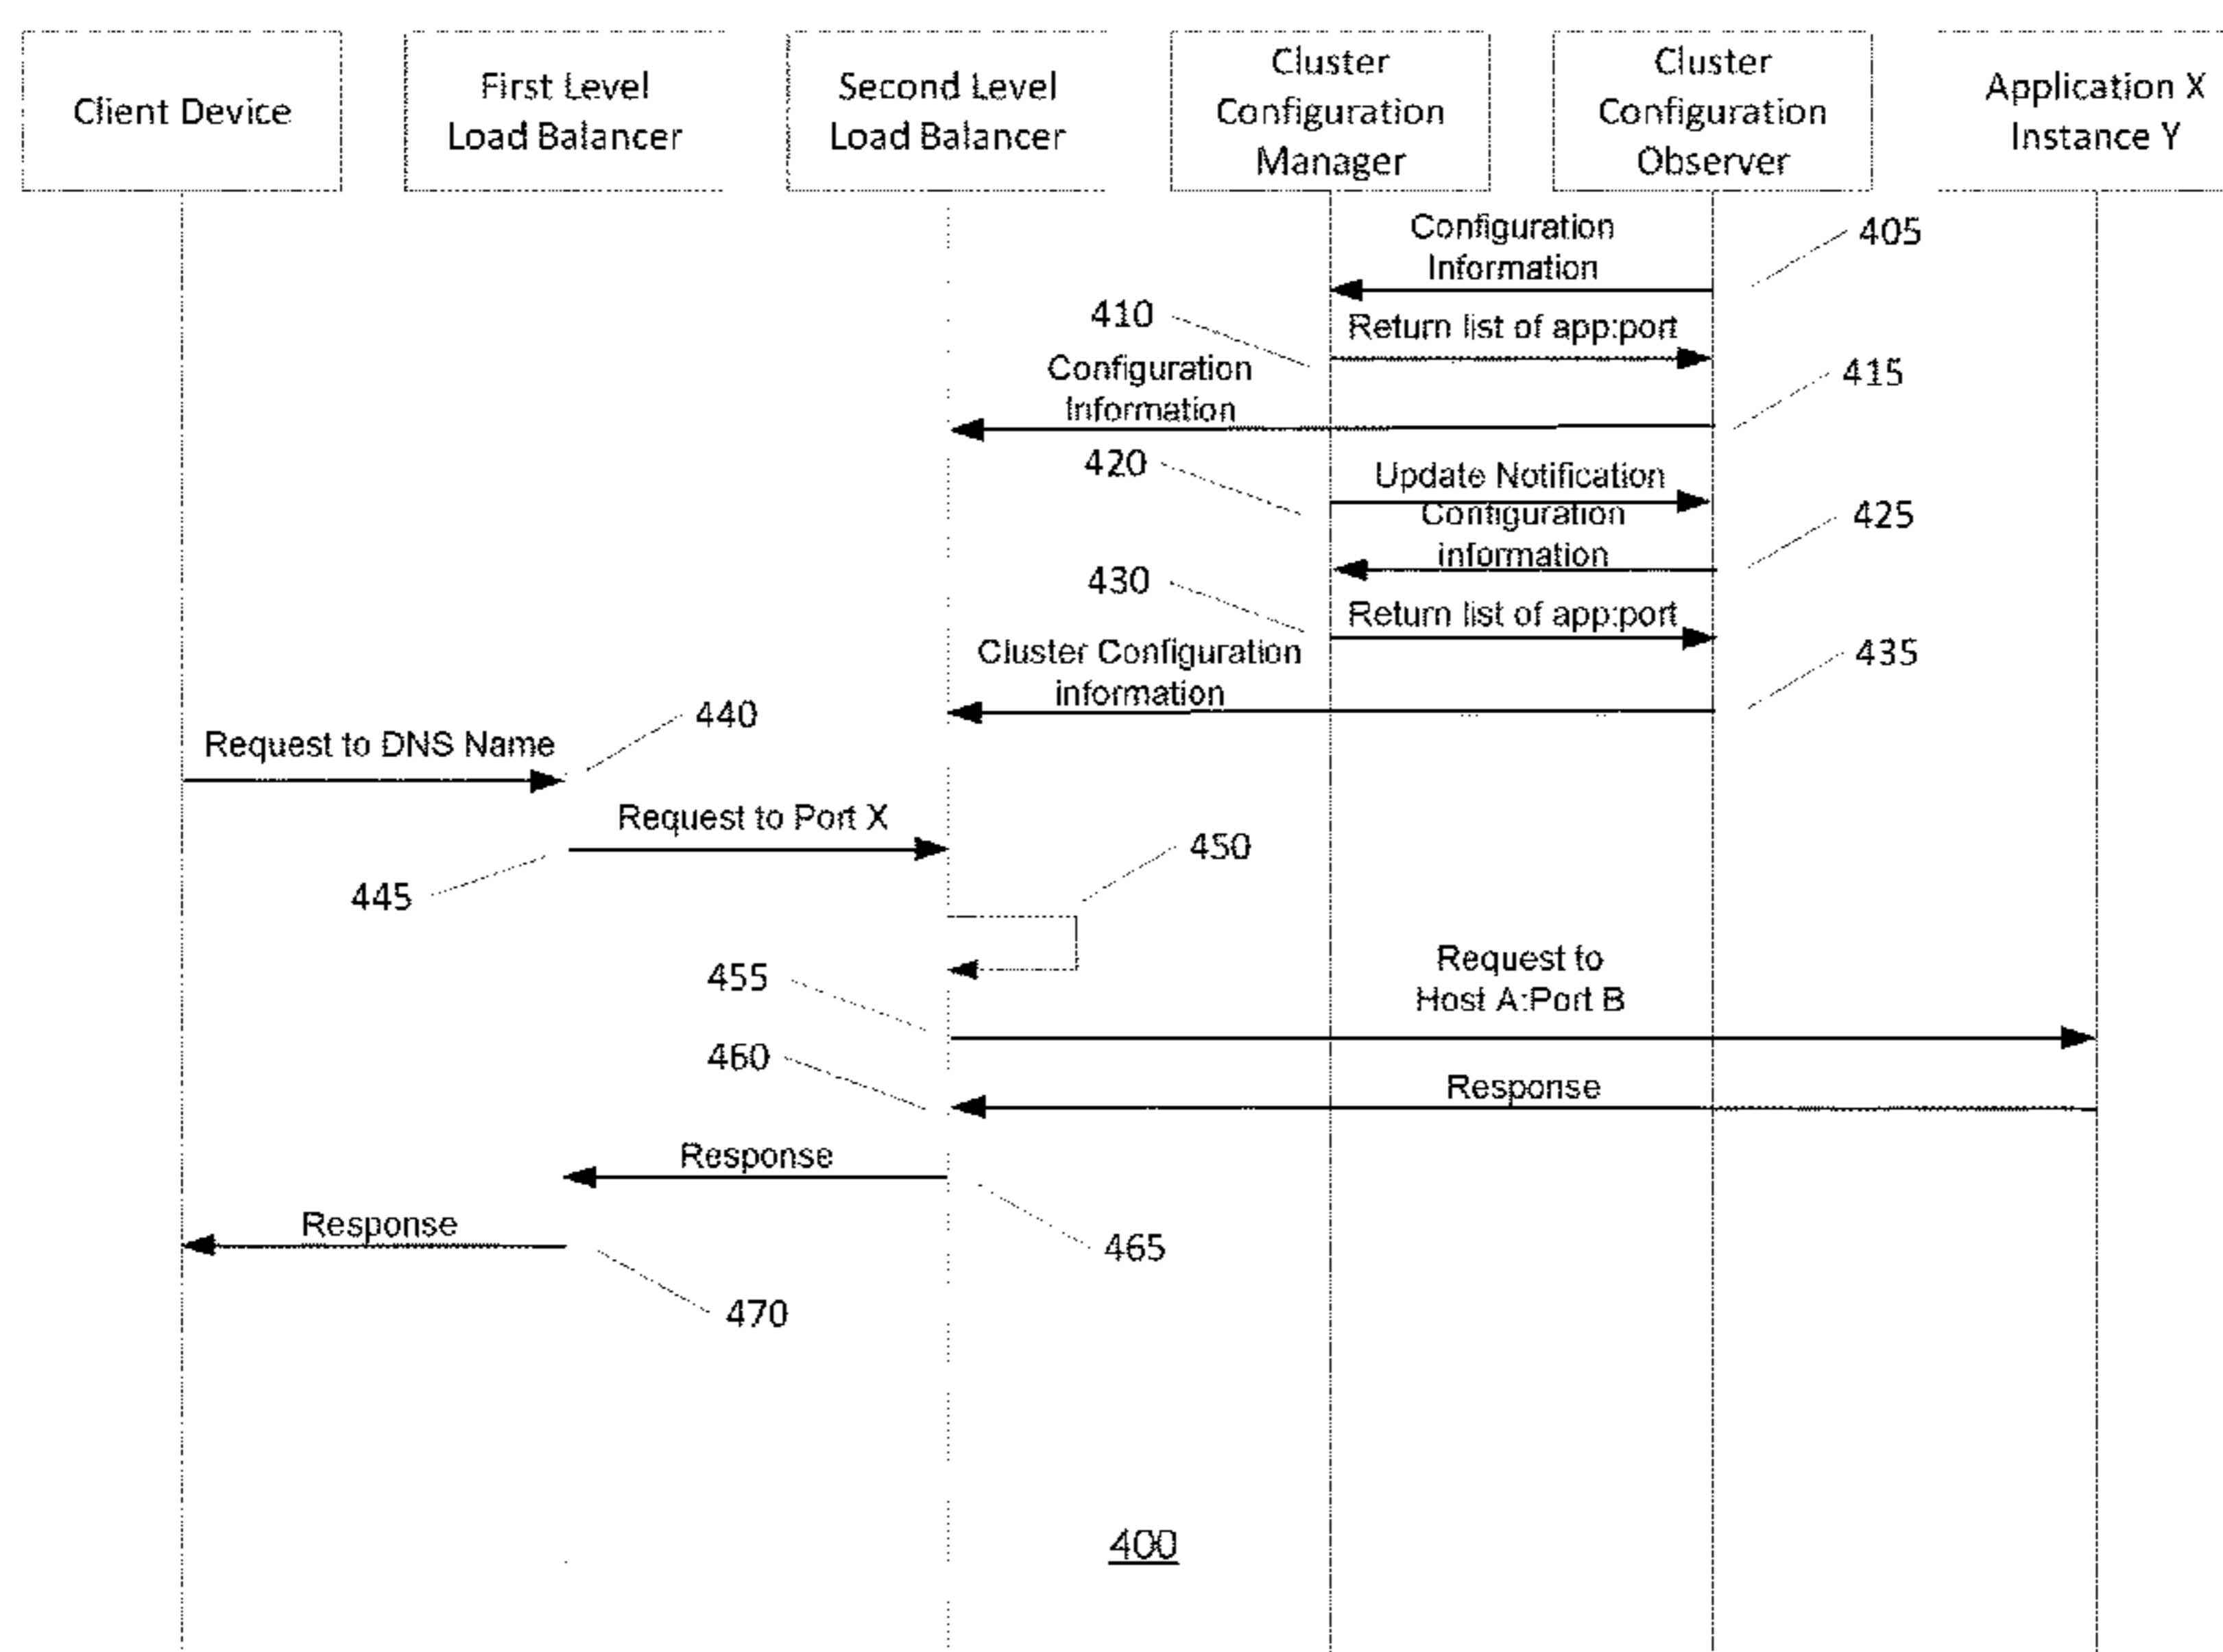 Client Device
First Level
Load Balancer
Second Level
Load Balancer
Cluster
Configuration
Manager
Cluster
Configuration
Observer
Application X
Instance Y
Configuration
Information
405
410
Return list of app:port
Configuration
Information
415
420
Update Notification
Configuration
information
425
430
Return list of app:port
Cluster Configuration
information
435
Request to DNS Name
440
Request to Port X
445
450
455
Request to
Host A:Port B
460
Response
Response
465
Response
470
400